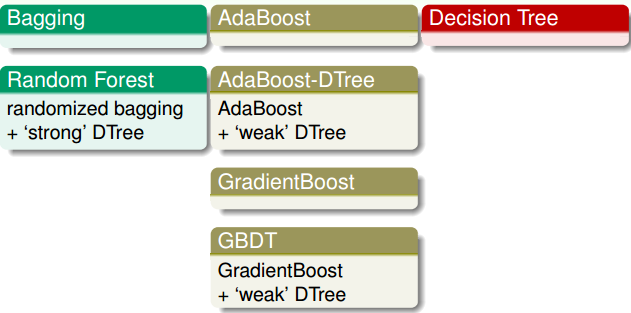 Bagging
AdaBoost
Decision Tree
Random Forest
randomized bagging
+ ‘strong’ DTree
AdaBoost-DTree
AdaBoost
+ ‘weak’ DTree
GradientBoost
GBDT
GradientBoost
+ ‘weak’ DTree